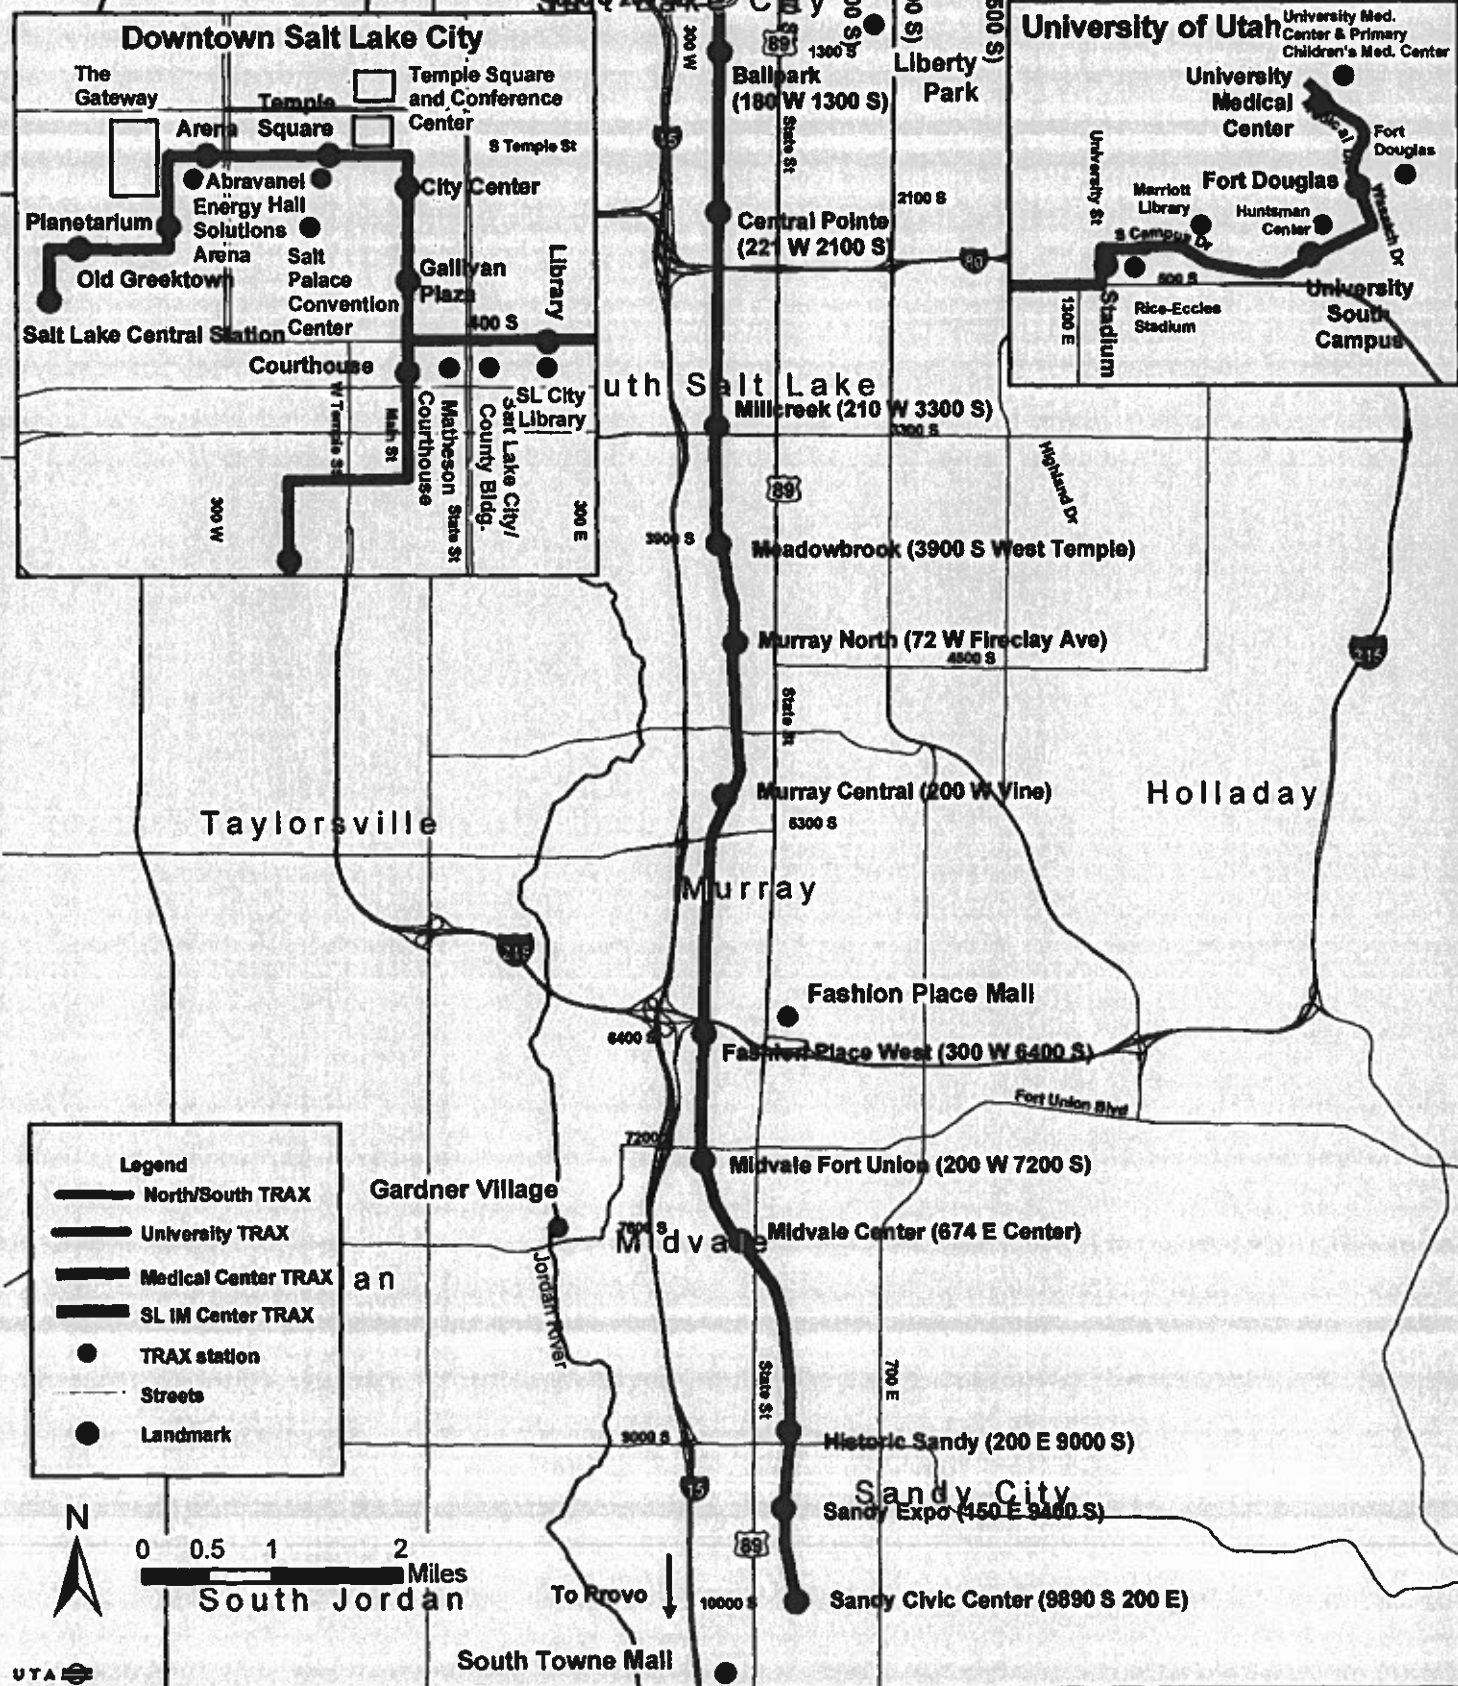 Downtown Salt Lake City
The
Gateway
Temple Square
and Conference
Center
Arena
Temple
Square
S Temple St
Abravanel
Hall
Energy
Solutions
Arena
City Center
Planetarium
Old Greektown
Salt
Palace
Convention
Center
Gallivan
Plaza
Library
400 S
Salt Lake Central Station
Courthouse
SL City
Library
W Temple St
Main St
Matheson
Courthouse
Salt Lake City/
County Bldg.
State St
300 W
300 E
300 W
89
1300 S
Liberty
Park
Ballpark
(180 W 1300 S)
15
State St
2100 S
Central Pointe
(221 W 2100 S)
80
University of Utah
University Med.
Center & Primary
Children's Med. Center
University
Medical
Center
Fort
Douglas
University St
Fort Douglas
Marriott
Library
Huntsman
Center
Wasatch Dr
S Campus Dr
500 S
1300 E
Stadium
Rice-Eccles
Stadium
University
South
Campus
uth Salt Lake
Millcreek (210 W 3300 S)
3300 S
Highland Dr
89
3900 S
Meadowbrook (3900 S West Temple)
Murray North (72 W Fireclay Ave)
4500 S
215
State St
Murray Central (200 W Vine)
5300 S
Holladay
Taylorsville
Murray
215
Fashion Place Mall
6400 S
Fashion Place West (300 W 6400 S)
Fort Union Blvd
7200
Midvale Fort Union (200 W 7200 S)
Gardner Village
7800 S
Midvale
Midvale Center (674 E Center)
Jordan River
an
Legend
North/South TRAX
University TRAX
Medical Center TRAX
SL IM Center TRAX
TRAX station
Streets
Landmark
State St
700 E
9000 S
Historic Sandy (200 E 9000 S)
15
Sandy City
Sandy Expo (150 E 9400 S)
89
N
0 0.5 1 2
Miles
South Jordan
To Provo
10000 S
Sandy Civic Center (9890 S 200 E)
South Towne Mall
UTA